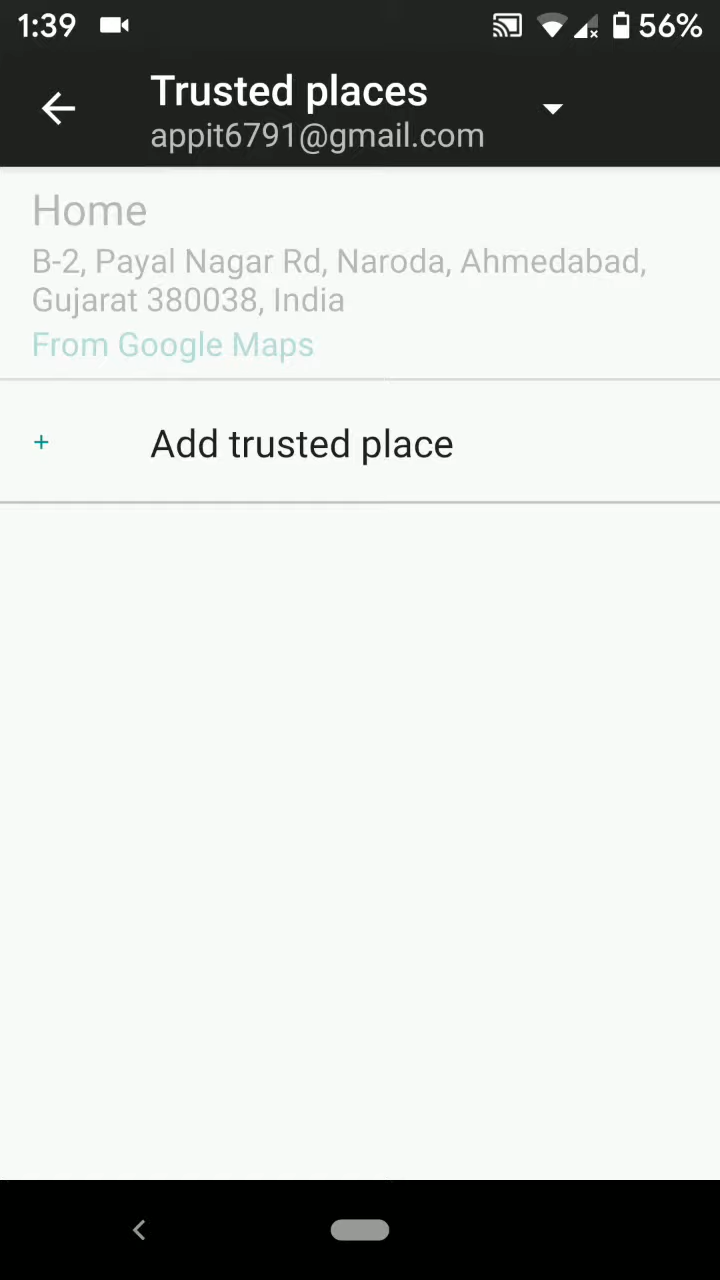 1:39
56%
Trusted places
appit6791@gmail.com
Home
B-2, Payal Nagar Rd, Naroda, Ahmedabad,
Gujarat 380038, India
From Google Maps
+ Add trusted place